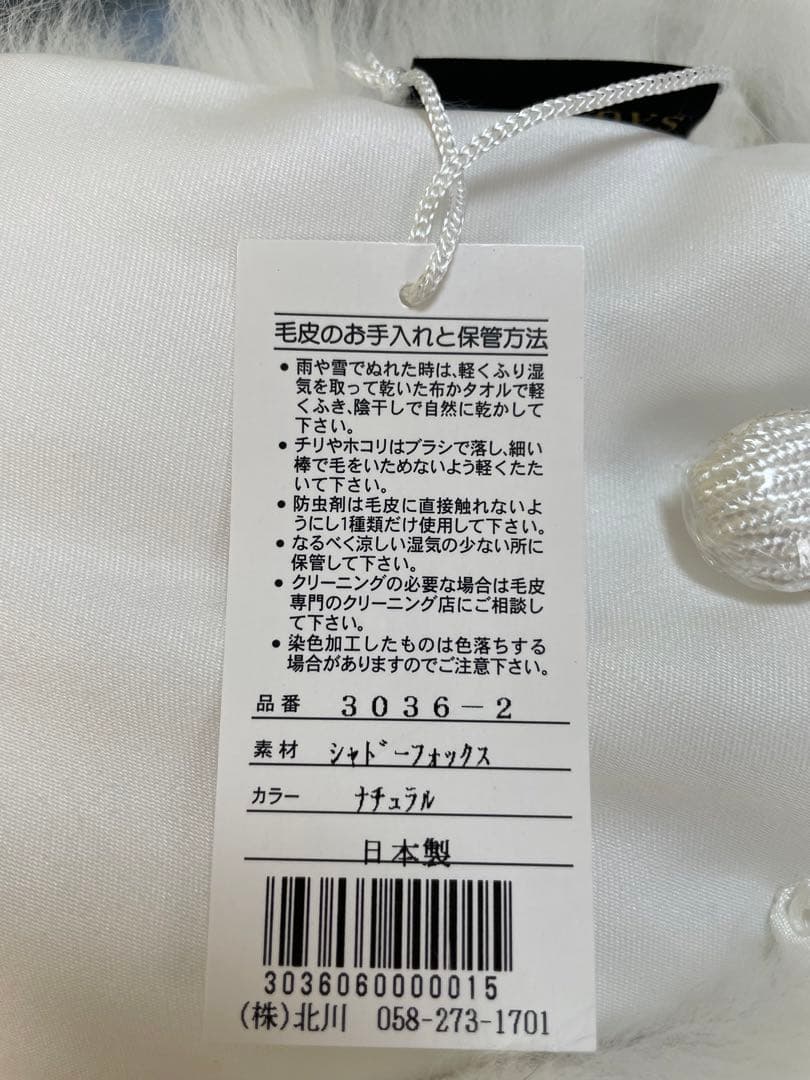 毛皮のお手入れと保管方法
● 雨や雪でぬれた時は、軽くふり湿
気を取って乾いた布かタオルで軽
くふき、陰干しで自然に乾かして
下さい。
● チリやホコリはブラシで落し、細い
棒で毛をいためないよう軽くたた
いて下さい。
● 防虫剤は毛皮に直接触れないよ
うにし1種類だけ使用して下さい。
● なるべく涼しい湿気の少ない所に
保管して下さい。
● クリーニングの必要な場合は毛皮
専門のクリーニング店にご相談し
て下さい。
● 染色加工したものは色落ちする
場合がありますのでご注意下さい。
品番 3036-2
素材 ｼｬﾄﾞｰフォックス
カラー ナチュラル
日本製
3036060000015
(株)北川 058-273-1701